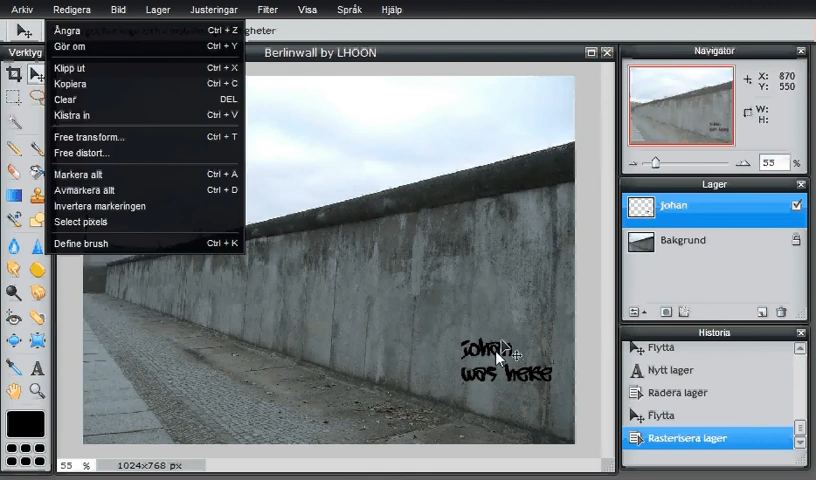 Arkiv Redigera Bild Lager Justeringar Filter Visa Språk Hjälp
Verktyg
Ångra Ctrl + Z
Gör om Ctrl + Y
Klipp ut Ctrl + X
Kopiera Ctrl + C
Clear DEL
Klistra in Ctrl + V
Free transform... Ctrl + T
Free distort...
Markera allt Ctrl + A
Avmarkera allt Ctrl + D
Invertera markeringen
Select pixels
Define brush Ctrl + K
Berlinwall by LHOON
johan
was here
55 % 1024x768 px
Navigator
X: 870
Y: 550
W:
H:
55 %
Lager
johan
Bakgrund
Historia
Flytta
Nytt lager
Radera lager
Flytta
Rasterisera lager